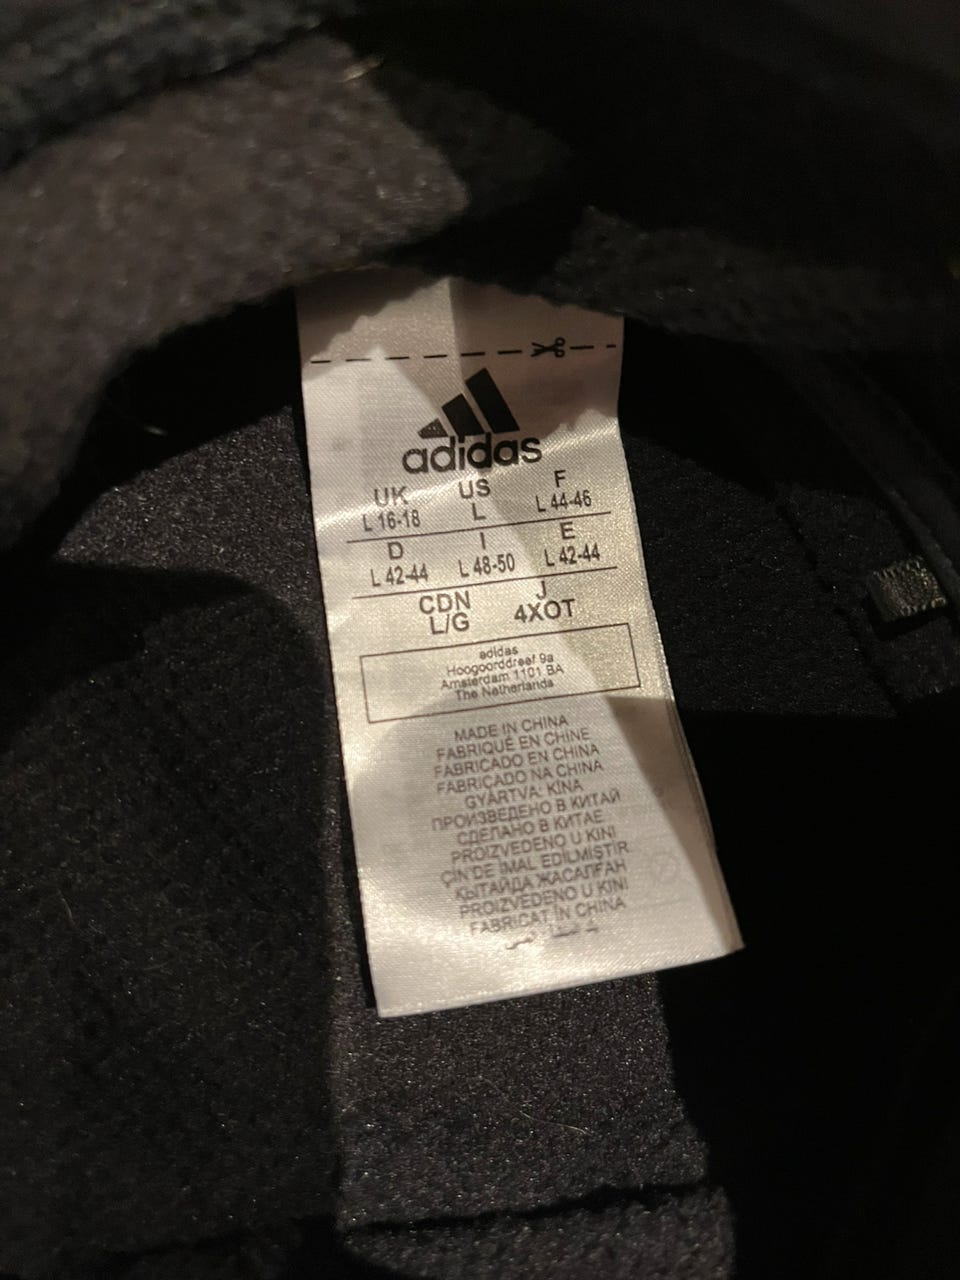 adidas
UK US F
L 16-18 L L 44-46
D I E
L 42-44 L 48-50 L 42-44
CDN J
L/G 4XOT
adidas
Hoogoorddreef 9a
Amsterdam 1101 BA
The Netherlands
MADE IN CHINA
FABRIQUÉ EN CHINE
FABRICADO EN CHINA
FABRICADO NA CHINA
GYÁRTVA: KÍNA
ПРОИЗВЕДЕНО В КИТАЙ
СДЕЛАНО В КИТАЕ
PROIZVEDENO U KINI
ÇİN'DE İMAL EDİLMİŞTİR
ҚЫТАЙДА ЖАСАЛҒАН
PROIZVEDENO U KINI
FABRICAT ÎN CHINA